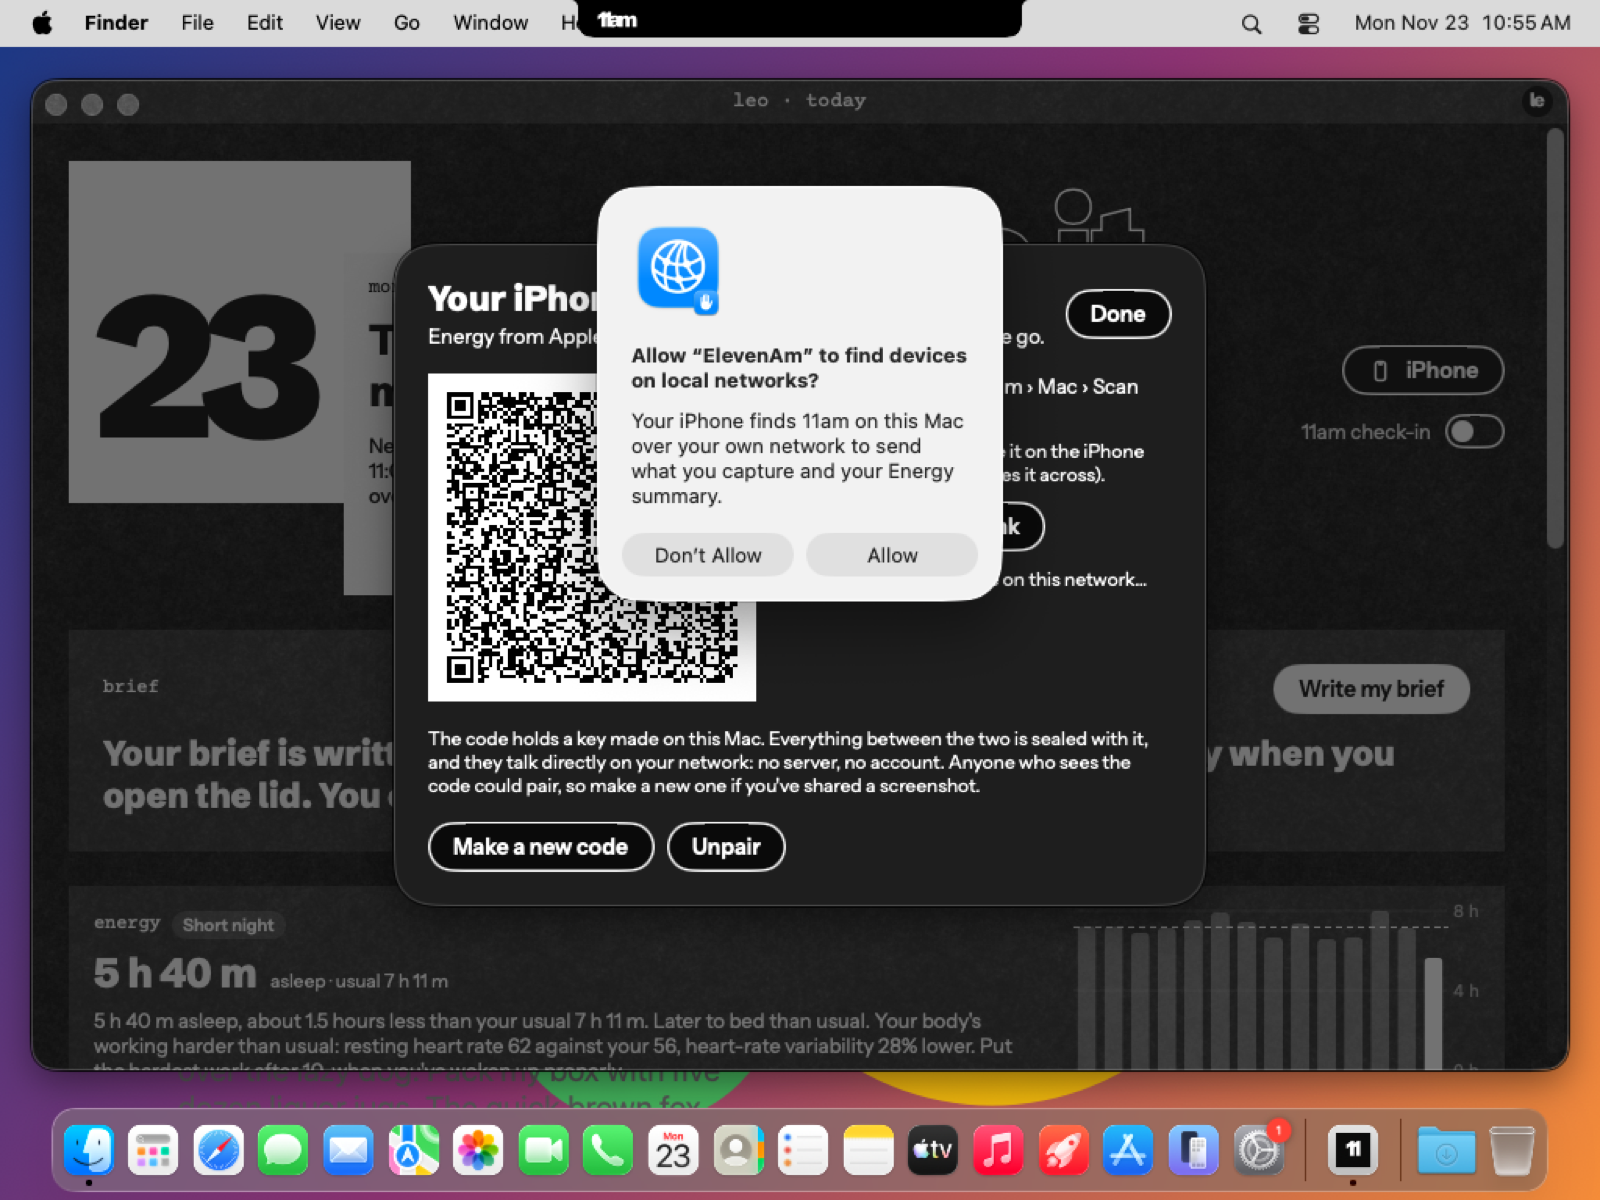 Finder File Edit View Go Window
11am
Mon Nov 23 10:55 AM
leo · today
le
23
Allow “ElevenAm” to find devices
on local networks?
Your iPhone finds 11am on this Mac
over your own network to send
what you capture and your Energy
summary.
Don’t Allow
Allow
Energy from
go.
Done
› Mac › Scan
it on the iPhone
it across).
on this network...
The code holds a key made on this Mac. Everything between the two is sealed with it,
and they talk directly on your network: no server, no account. Anyone who sees the
code could pair, so make a new one if you’ve shared a screenshot.
Make a new code
Unpair
iPhone
11am check-in
brief
Write my brief
Your brief is
when you
open the lid. You
energy
Short night
5 h 40 m asleep · usual 7 h 11 m
5 h 40 m asleep, about 1.5 hours less than your usual 7 h 11 m. Later to bed than usual. Your body’s
working harder than usual: resting heart rate 62 against your 56, heart-rate variability 28% lower. Put
8 h
4 h
Mon
23
tv
1
11